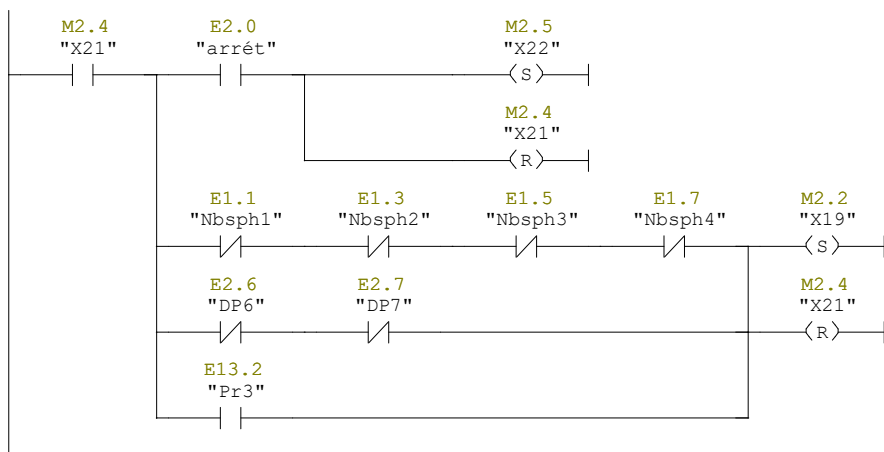 M2.4 E2.0 M2.5
"X21" "arrét" "X22"
S
M2.4
"X21"
R
E1.1 E1.3 E1.5 E1.7 M2.2
"Nbsph1" "Nbsph2" "Nbsph3" "Nbsph4" "X19"
S
E2.6 E2.7 M2.4
"DP6" "DP7" "X21"
R
E13.2
"Pr3"